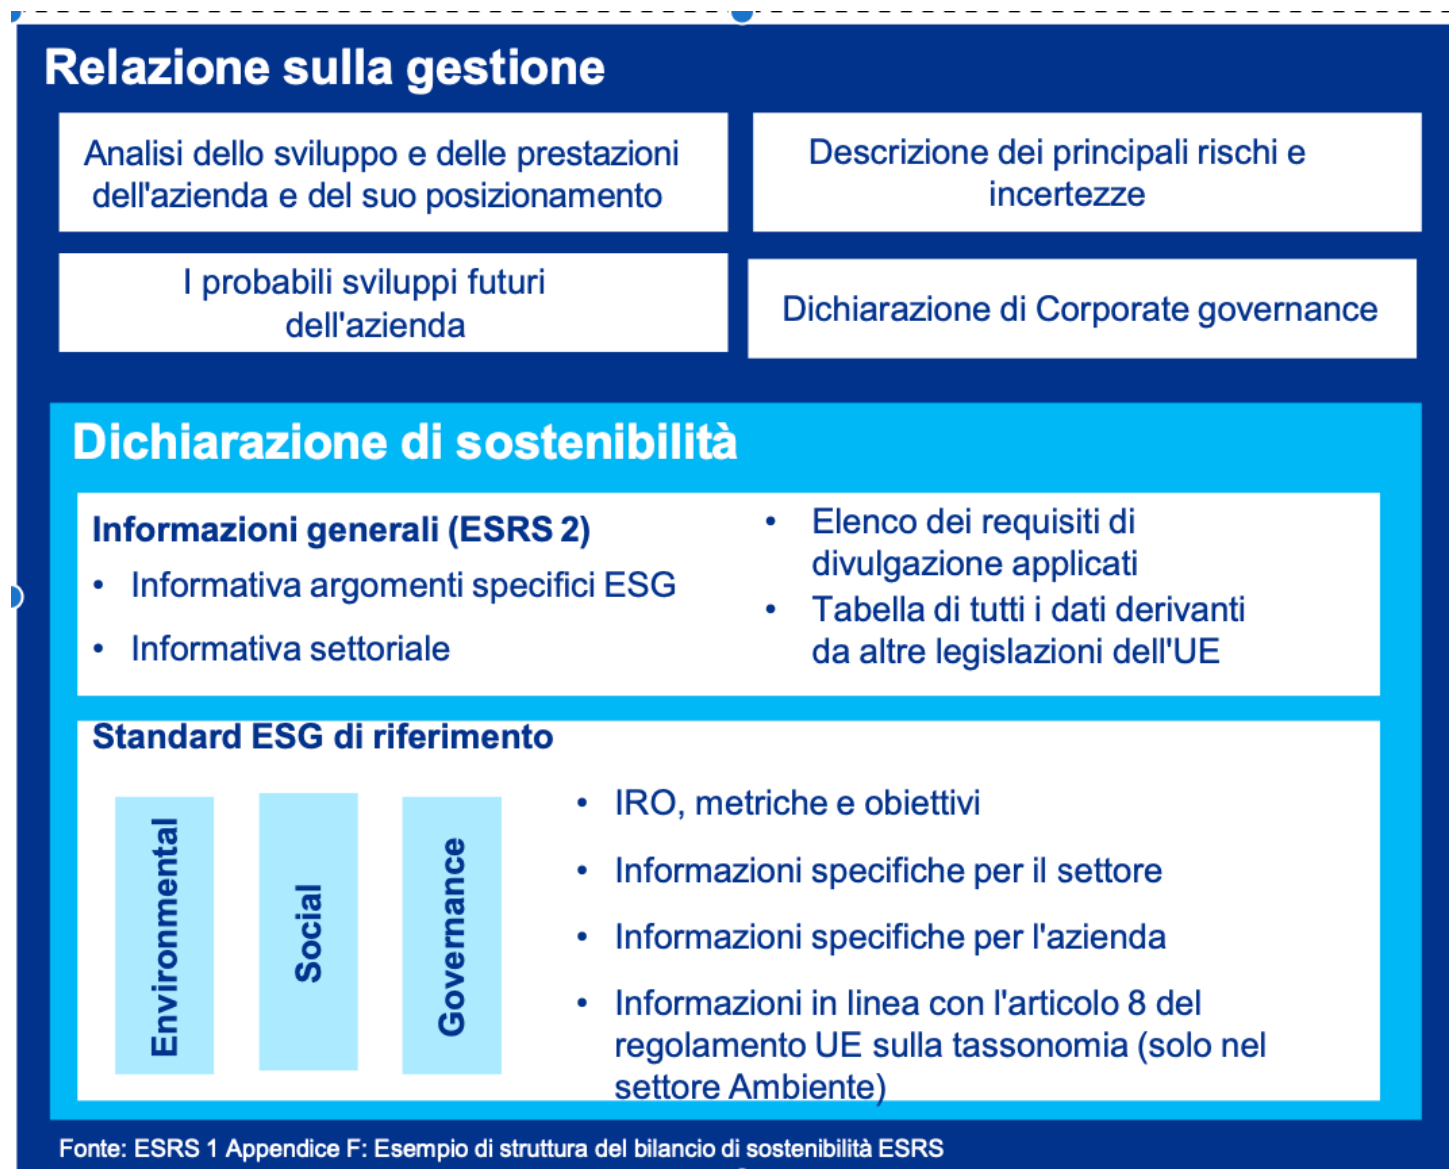 Relazione sulla gestione
Analisi dello sviluppo e delle prestazioni
dell'azienda e del suo posizionamento
Descrizione dei principali rischi e
incertezze
I probabili sviluppi futuri
dell'azienda
Dichiarazione di Corporate governance
Dichiarazione di sostenibilità
Informazioni generali (ESRS 2)
• Informativa argomenti specifici ESG
• Informativa settoriale
• Elenco dei requisiti di
divulgazione applicati
• Tabella di tutti i dati derivanti
da altre legislazioni dell'UE
Standard ESG di riferimento
Environmental
Social
Governance
• IRO, metriche e obiettivi
• Informazioni specifiche per il settore
• Informazioni specifiche per l'azienda
• Informazioni in linea con l'articolo 8 del
regolamento UE sulla tassonomia (solo nel
settore Ambiente)
Fonte: ESRS 1 Appendice F: Esempio di struttura del bilancio di sostenibilità ESRS